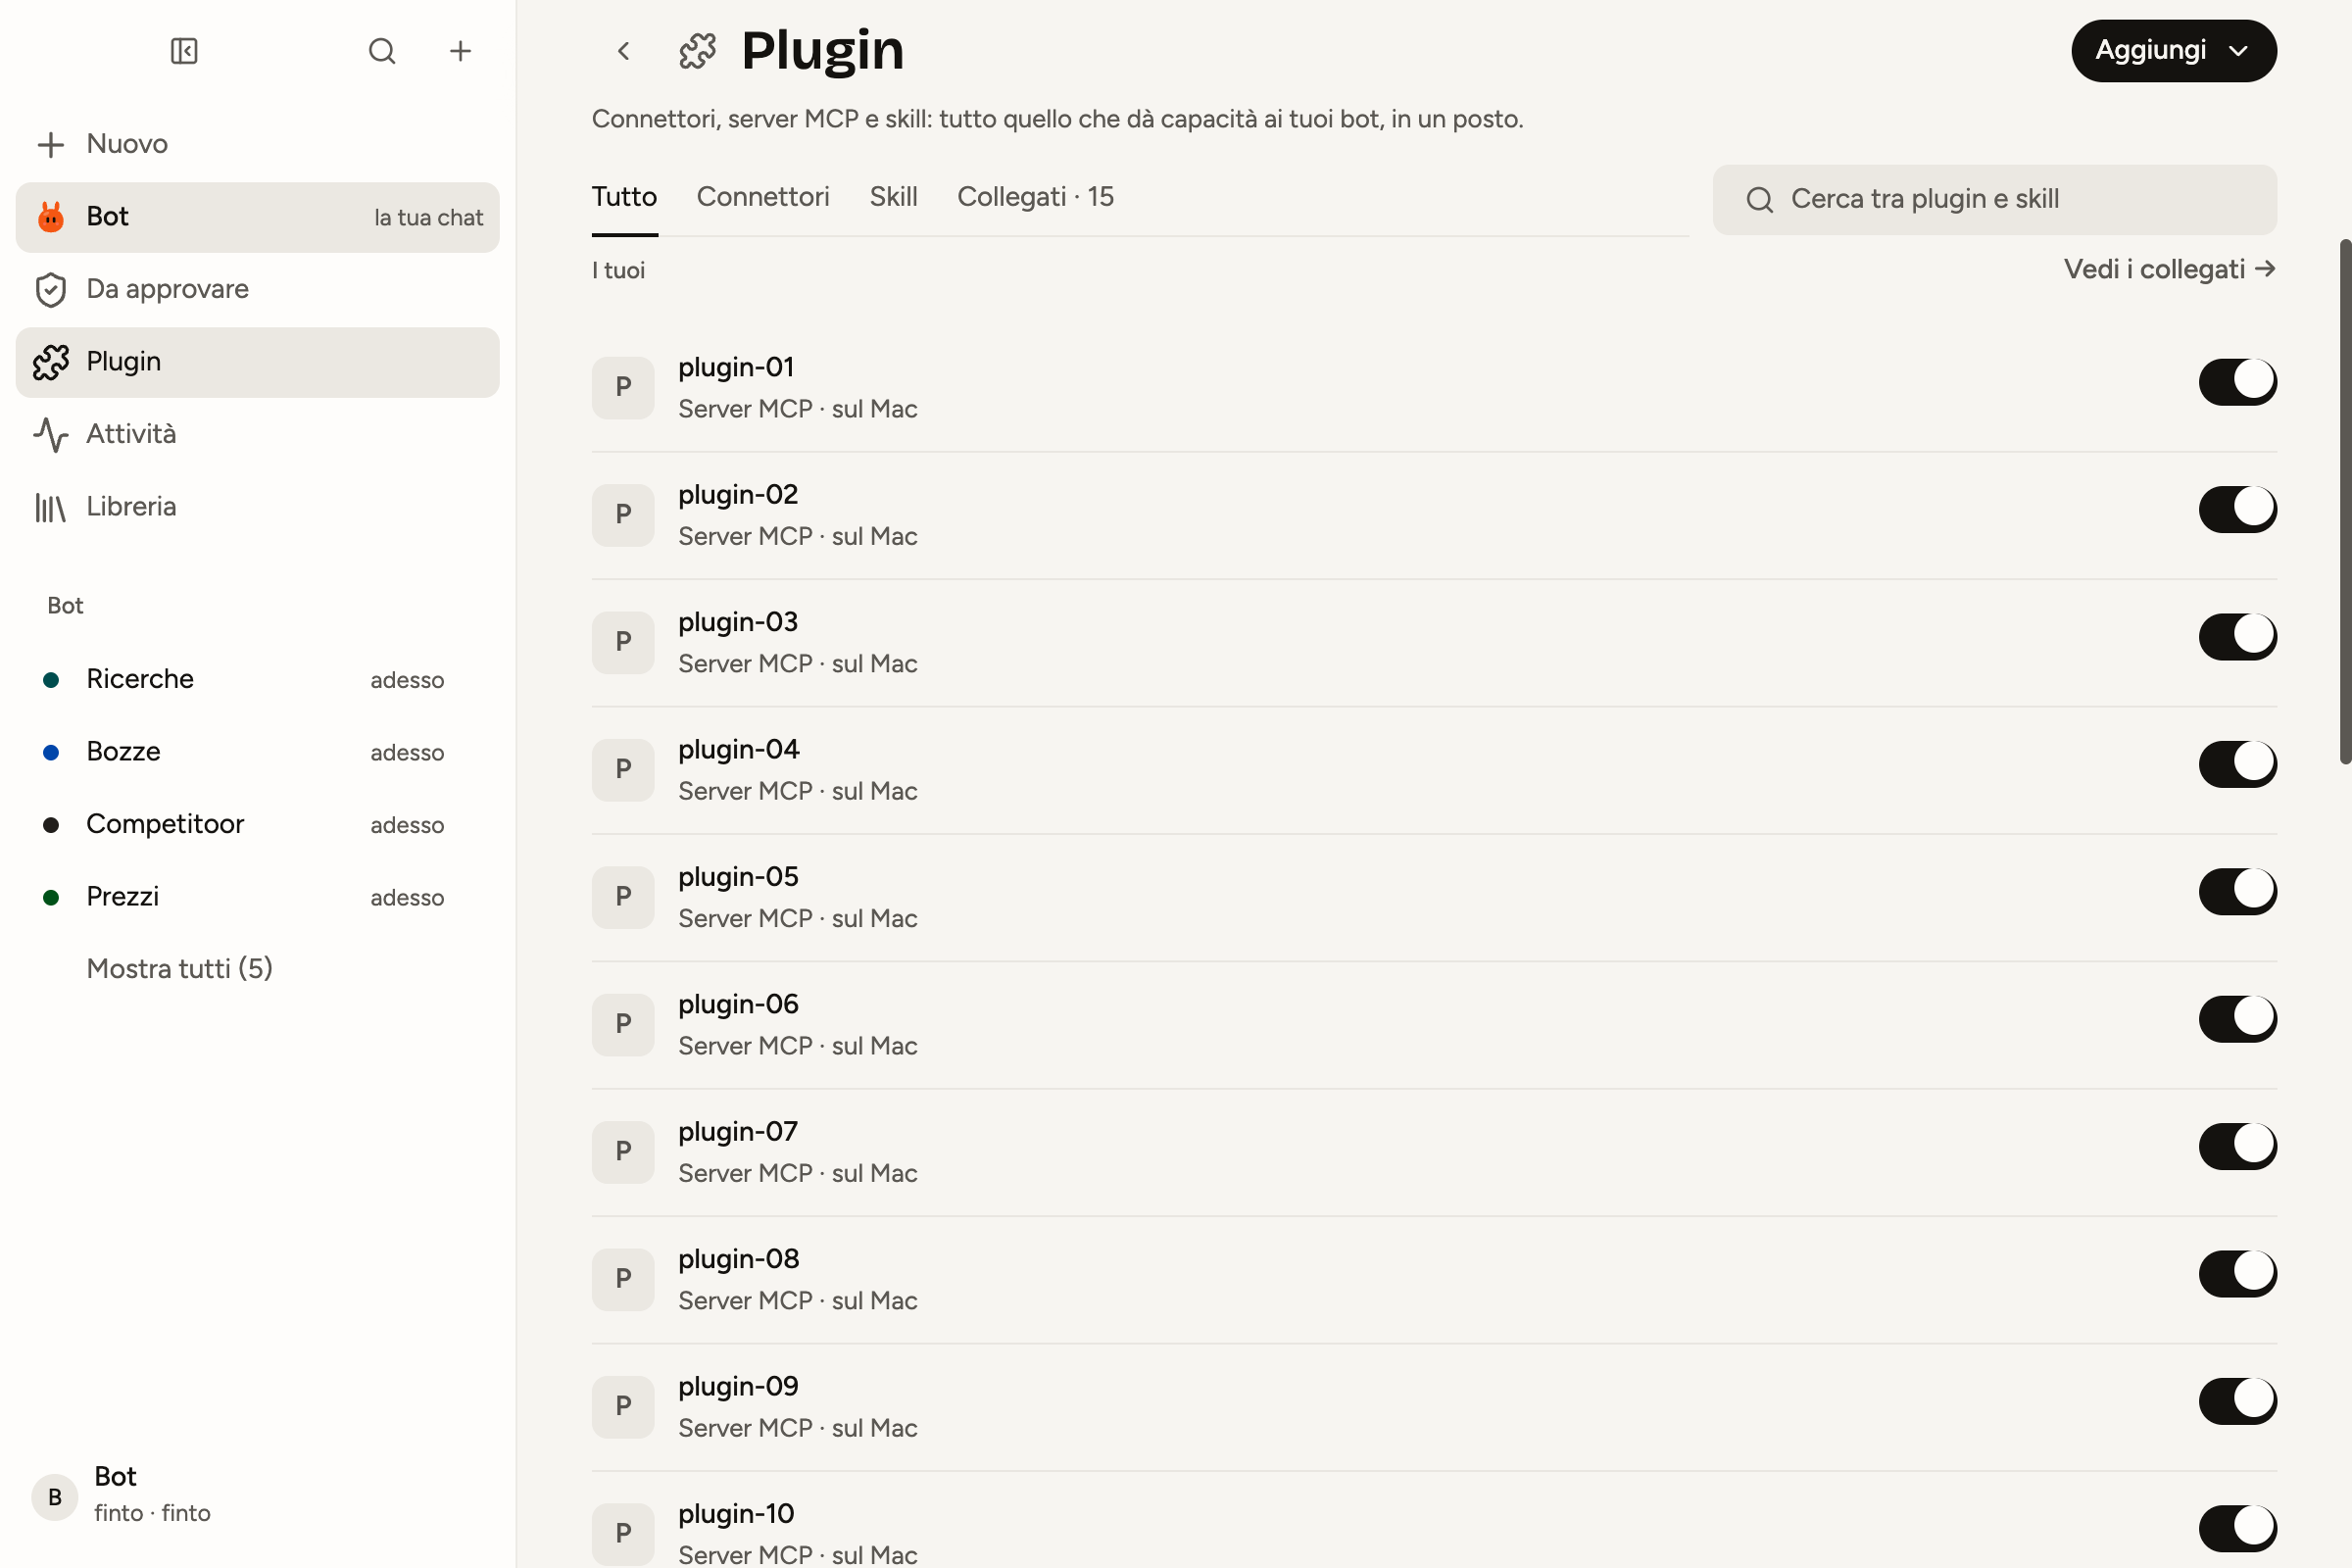 Nuovo
Bot la tua chat
Da approvare
Plugin
Attività
Libreria
Bot
Ricerche adesso
Bozze adesso
Competitoor adesso
Prezzi adesso
Mostra tutti (5)
B
Bot
finto · finto
Plugin
Aggiungi
Connettori, server MCP e skill: tutto quello che dà capacità ai tuoi bot, in un posto.
Tutto Connettori Skill Collegati · 15
Cerca tra plugin e skill
I tuoi
Vedi i collegati →
P
plugin-01
Server MCP · sul Mac
P
plugin-02
Server MCP · sul Mac
P
plugin-03
Server MCP · sul Mac
P
plugin-04
Server MCP · sul Mac
P
plugin-05
Server MCP · sul Mac
P
plugin-06
Server MCP · sul Mac
P
plugin-07
Server MCP · sul Mac
P
plugin-08
Server MCP · sul Mac
P
plugin-09
Server MCP · sul Mac
P
plugin-10
Server MCP · sul Mac